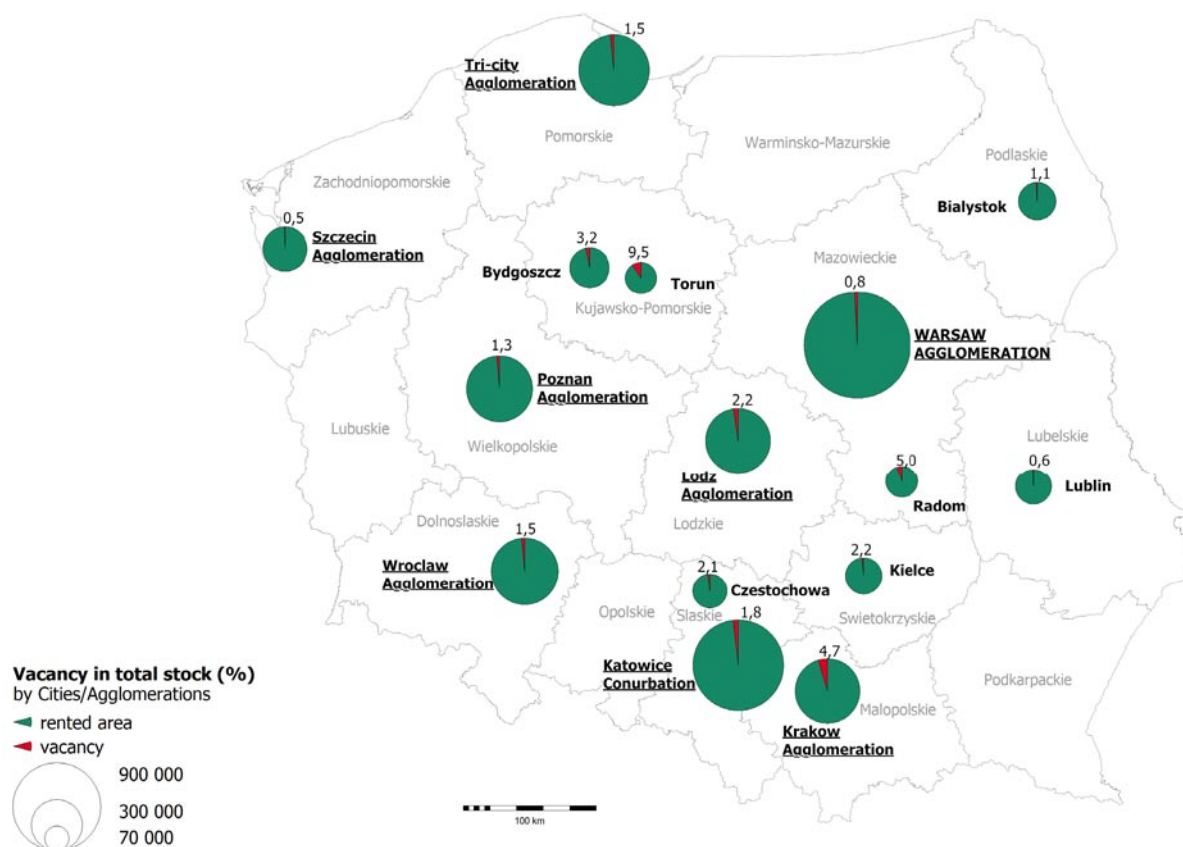 1,5
Tri-city
Agglomeration
Pomorskie
Warminsko-Mazurskie
Podlaskie
1,1
Bialystok
Zachodniopomorskie
0,5
Szczecin
Agglomeration
3,2
Bydgoszcz
9,5
Torun
Kujawsko-Pomorskie
Mazowieckie
0,8
WARSAW
AGGLOMERATION
1,3
Poznan
Agglomeration
Wielkopolskie
Lubuskie
2,2
Lodz
Agglomeration
Lodzkie
5,0
Radom
Lubelskie
0,6
Lublin
Dolnoslaskie
1,5
Wroclaw
Agglomeration
Opolskie
2,1
Czestochowa
Slaskie
1,8
Katowice
Conurbation
2,2
Kielce
Swietokrzyskie
4,7
Malopolskie
Krakow
Agglomeration
Podkarpackie
Vacancy in total stock (%)
by Cities/Agglomerations
rented area
vacancy
900 000
300 000
70 000
100 km